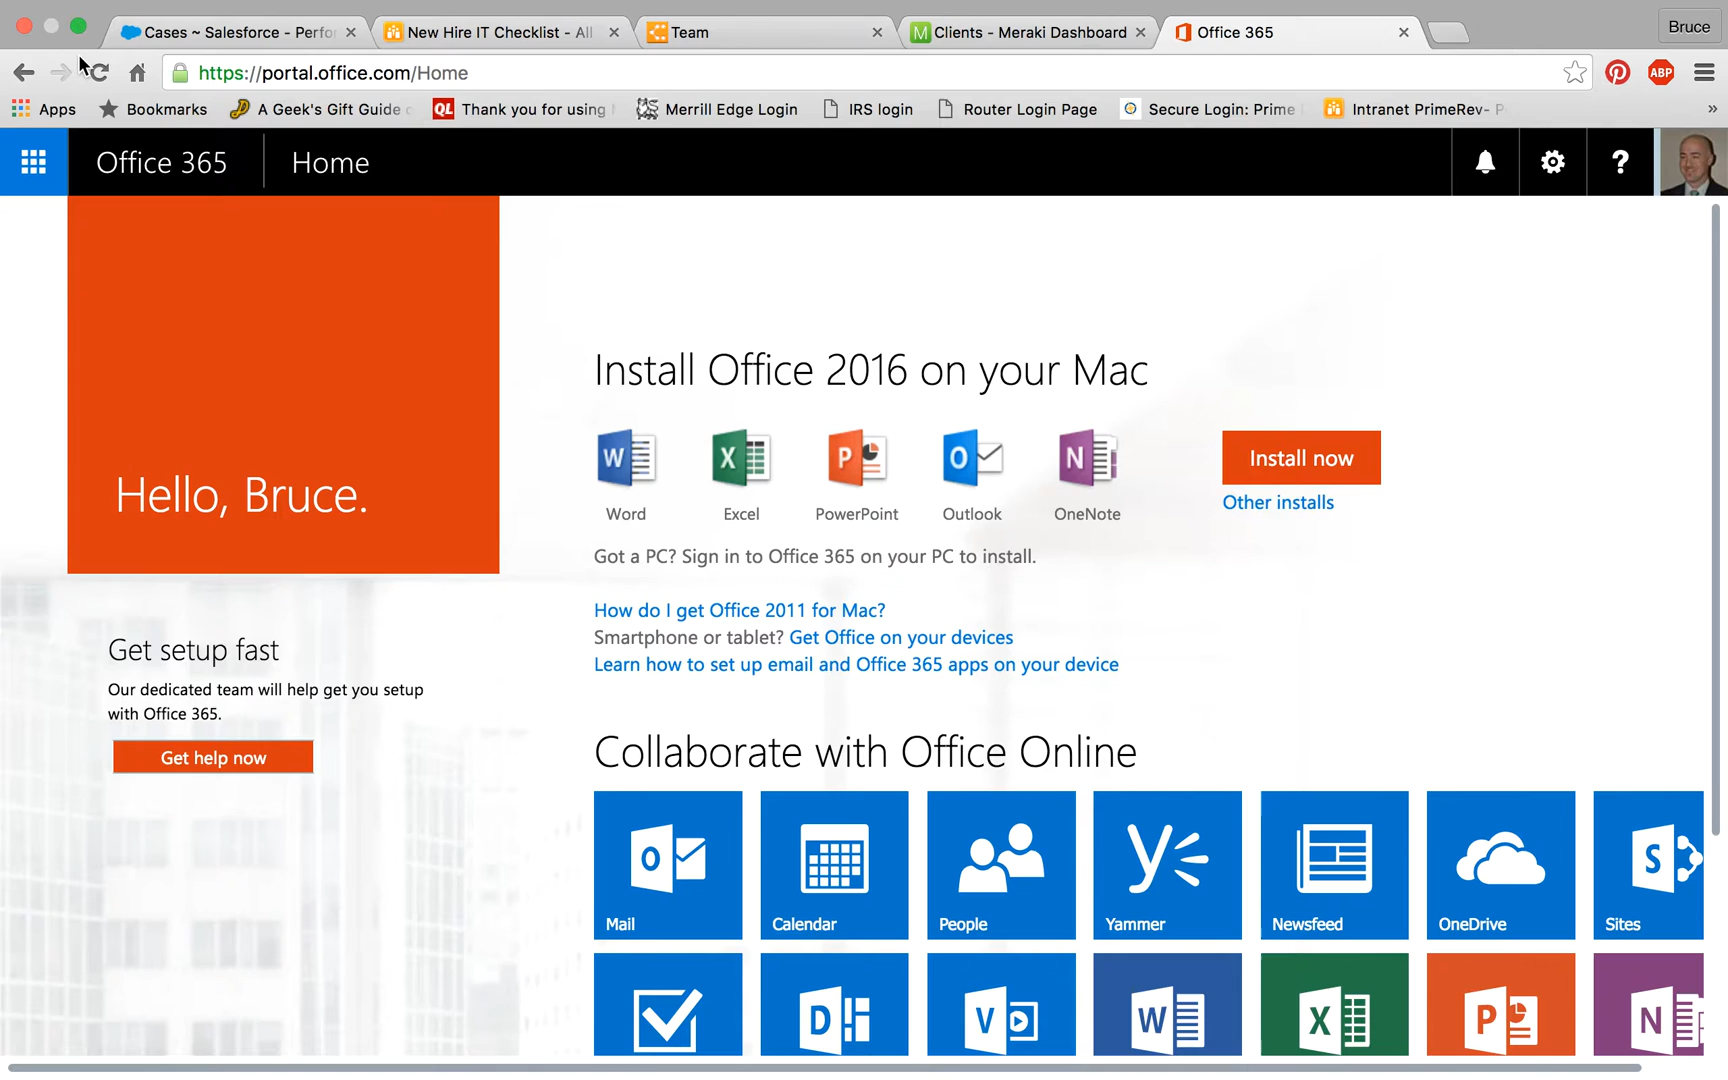 Cases ~ Salesforce - Perfo
New Hire IT Checklist - All
Team
Clients - Meraki Dashboard
Office 365
Bruce
https://portal.office.com/Home
ABP
Apps
Bookmarks
A Geek's Gift Guide
QL
Thank you for using
Merrill Edge Login
IRS login
Router Login Page
Secure Login: Prime
Intranet PrimeRev-
»
Office 365
Home
?
Hello, Bruce.
Install Office 2016 on your Mac
Word
Excel
PowerPoint
Outlook
OneNote
Install now
Other installs
Got a PC? Sign in to Office 365 on your PC to install.
How do I get Office 2011 for Mac?
Smartphone or tablet? Get Office on your devices
Learn how to set up email and Office 365 apps on your device
Get setup fast
Our dedicated team will help get you setup
with Office 365.
Get help now
Collaborate with Office Online
Mail
Calendar
People
Yammer
Newsfeed
OneDrive
Sites